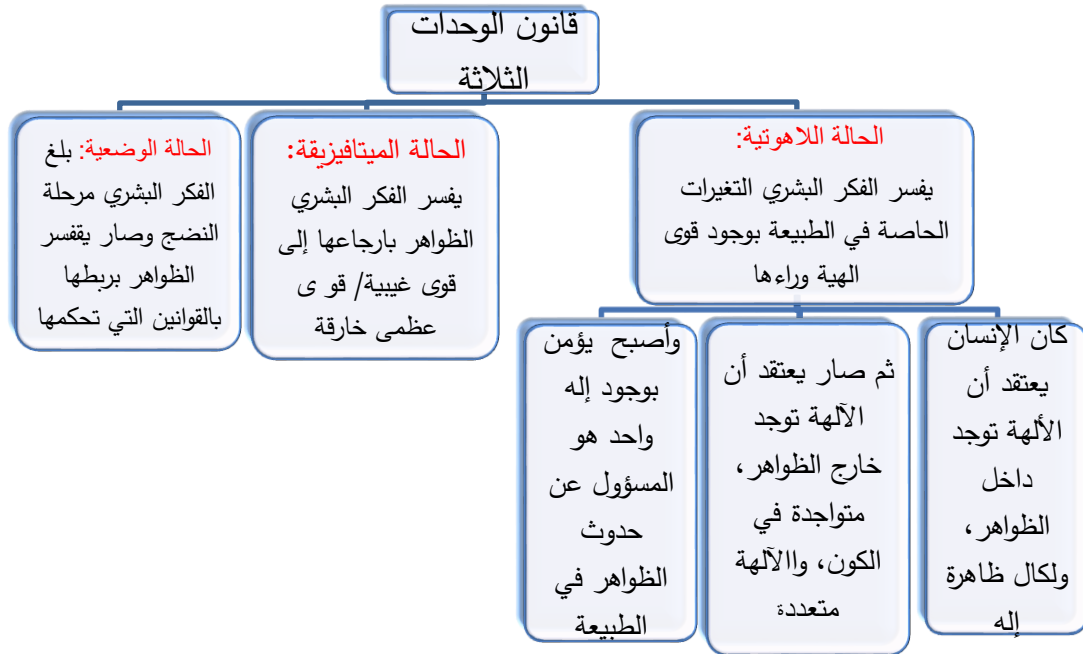 قانون الوحدات
الثلاثة
الحالة اللاهوتية:
يفسر الفكر البشري التغيرات
الحاصة في الطبيعة بوجود قوى
الهية وراءها
الحالة الميتافيزيقة:
يفسر الفكر البشري
الظواهر بارجاعها إلى
قوى غيبية/ قو ى
عظمى خارقة
الحالة الوضعية: بلغ
الفكر البشري مرحلة
النضج وصار يقفسر
الظواهر بربطها
بالقوانين التي تحكمها
كان الإنسان
يعتقد أن
الألهة توجد
داخل
الظواهر،
ولكال ظاهرة
إله
ثم صار يعتقد أن
الآلهة توجد
خارج الظواهر،
متواجدة في
الكون، واالآلهة
متعددة
وأصبح يؤمن
بوجود إله
واحد هو
المسؤول عن
حدوث
الظواهر في
الطبيعة